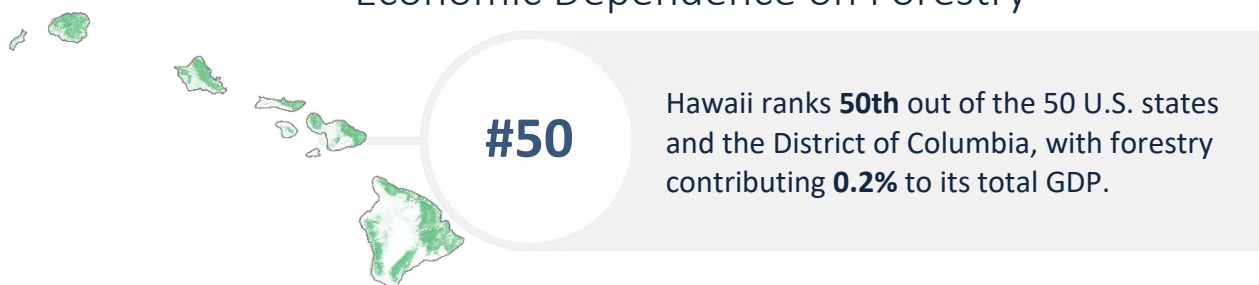 Economic Dependence on Forestry
#50
Hawaii ranks 50th out of the 50 U.S. states
and the District of Columbia, with forestry
contributing 0.2% to its total GDP.